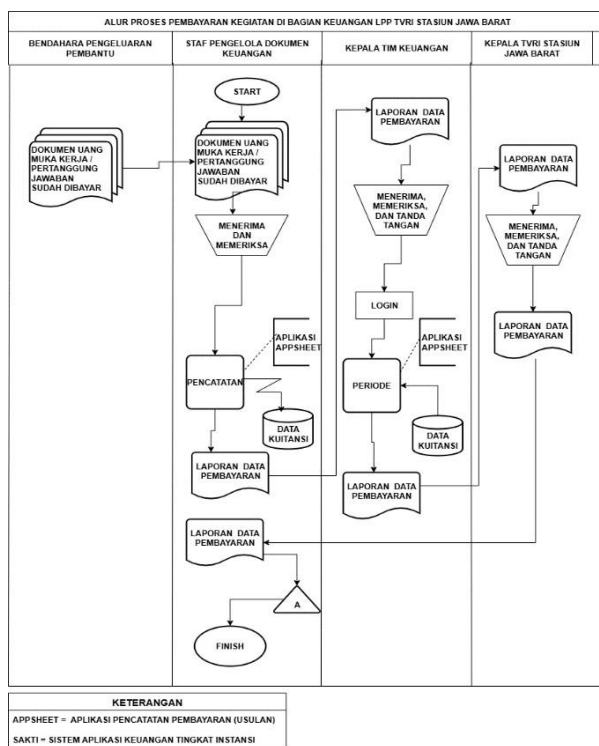 ALUR PROSES PEMBAYARAN KEGIATAN DI BAGIAN KEUANGAN LPP TVRI STASIUN JAWA BARAT
BENDAHARA PENGELUARAN
PEMBANTU
STAF PENGELOLA DOKUMEN
KEUANGAN
KEPALA TIM KEUANGAN
KEPALA TVRI STASIUN
JAWA BARAT
DOKUMEN UANG
MUKA KERJA /
PERTANGGUNG
JAWABAN
SUDAH DIBAYAR
START
DOKUMEN UANG
MUKA KERJA /
PERTANGGUNG
JAWABAN
SUDAH DIBAYAR
MENERIMA
DAN
MEMERIKSA
APLIKASI
APPSHEET
PENCATATAN
DATA
KUITANSI
LAPORAN DATA
PEMBAYARAN
LAPORAN DATA
PEMBAYARAN
A
FINISH
LAPORAN DATA
PEMBAYARAN
MENERIMA,
MEMERIKSA,
DAN TANDA
TANGAN
LOGIN
APLIKASI
APPSHEET
PERIODE
DATA
KUITANSI
LAPORAN DATA
PEMBAYARAN
LAPORAN DATA
PEMBAYARAN
MENERIMA,
MEMERIKSA,
DAN TANDA
TANGAN
LAPORAN DATA
PEMBAYARAN
KETERANGAN
APPSHEET = APLIKASI PENCATATAN PEMBAYARAN (USULAN)
SAKTI = SISTEM APLIKASI KEUANGAN TINGKAT INSTANSI